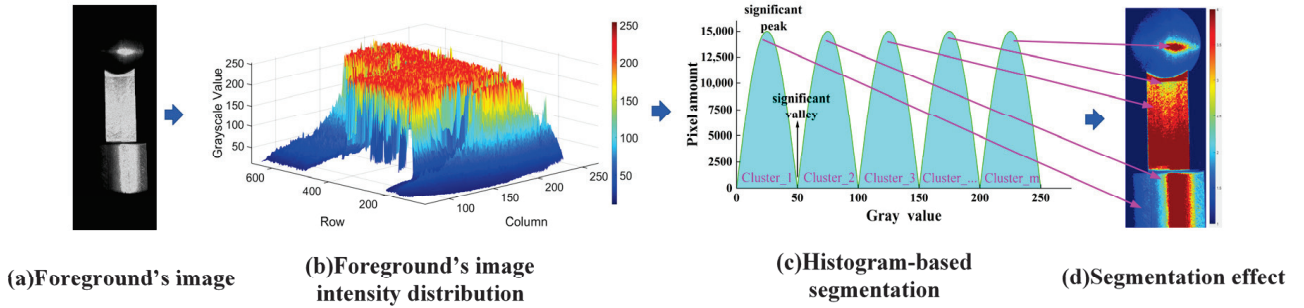 250
200
150
100
50
Grayscale Value
600
400
200
Row
100
150
200
250
Column
250
200
150
100
50
significant
peak
15,000
12,500
10,000
7500
5000
2500
0
Pixel amount
significant
valley
Cluster_1 Cluster_2 Cluster_3 Cluster_... Cluster_m
0 50 100 150 200 250
Gray value
(a)Foreground's image
(b)Foreground's image
intensity distribution
(c)Histogram-based
segmentation
(d)Segmentation effect